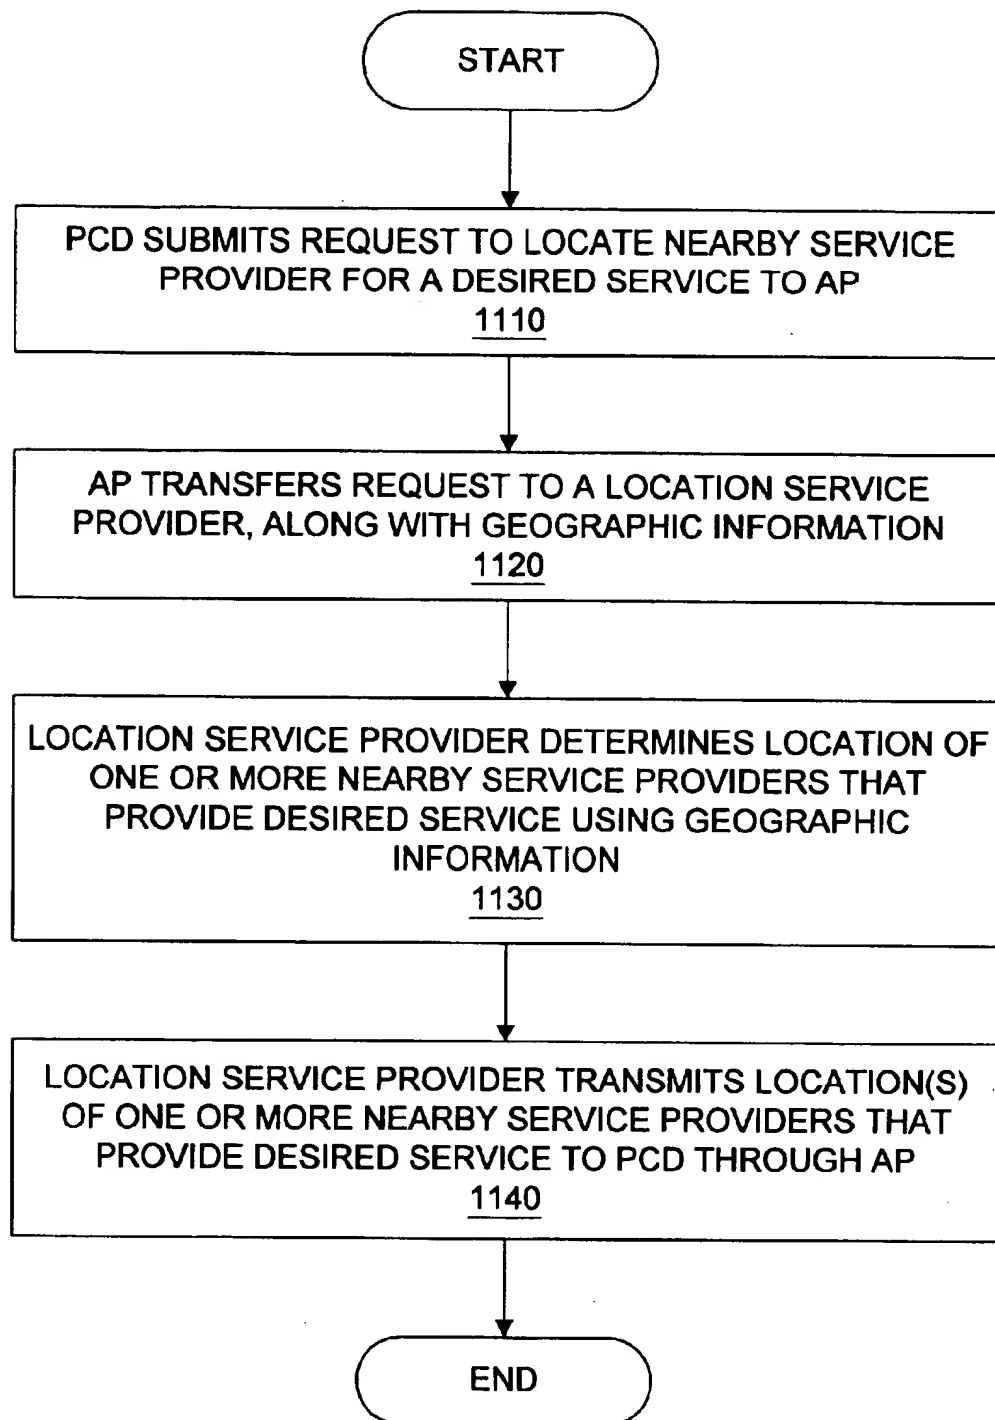 START
PCD SUBMITS REQUEST TO LOCATE NEARBY SERVICE
PROVIDER FOR A DESIRED SERVICE TO AP
1110
AP TRANSFERS REQUEST TO A LOCATION SERVICE
PROVIDER, ALONG WITH GEOGRAPHIC INFORMATION
1120
LOCATION SERVICE PROVIDER DETERMINES LOCATION OF
ONE OR MORE NEARBY SERVICE PROVIDERS THAT
PROVIDE DESIRED SERVICE USING GEOGRAPHIC
INFORMATION
1130
LOCATION SERVICE PROVIDER TRANSMITS LOCATION(S)
OF ONE OR MORE NEARBY SERVICE PROVIDERS THAT
PROVIDE DESIRED SERVICE TO PCD THROUGH AP
1140
END